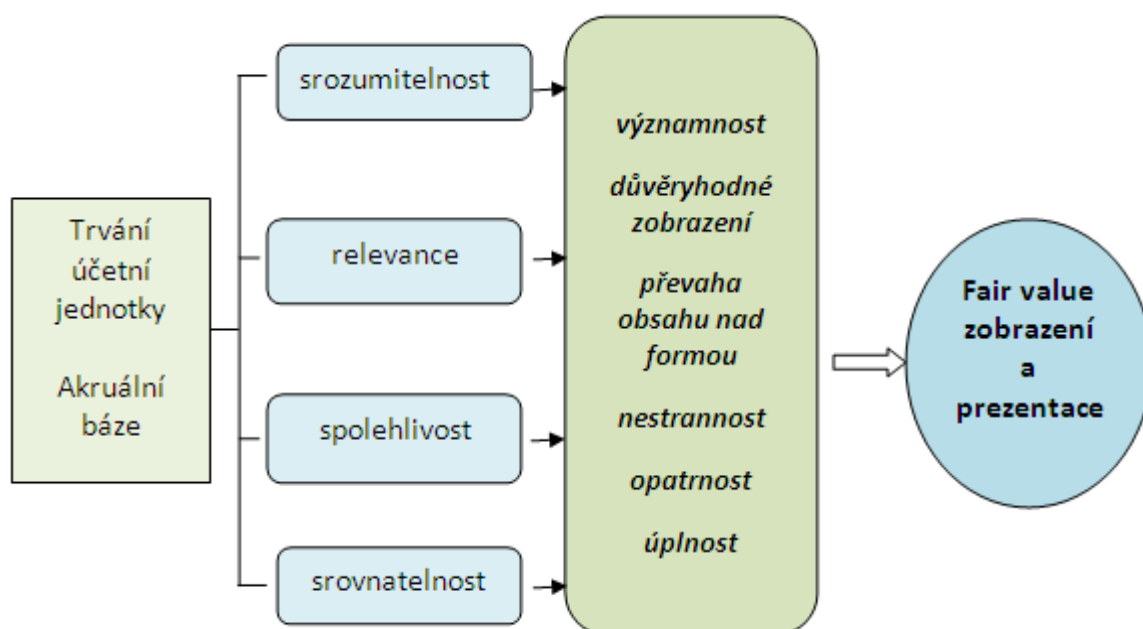 Trvání
účetní
jednotky
Akruální
báze
srozumitelnost
relevance
spolehlivost
srovnatelnost
významnost
důvěryhodné
zobrazení
převaha
obsahu nad
formou
nestrannost
opatrnost
úplnost
Fair value
zobrazení
a
prezentace